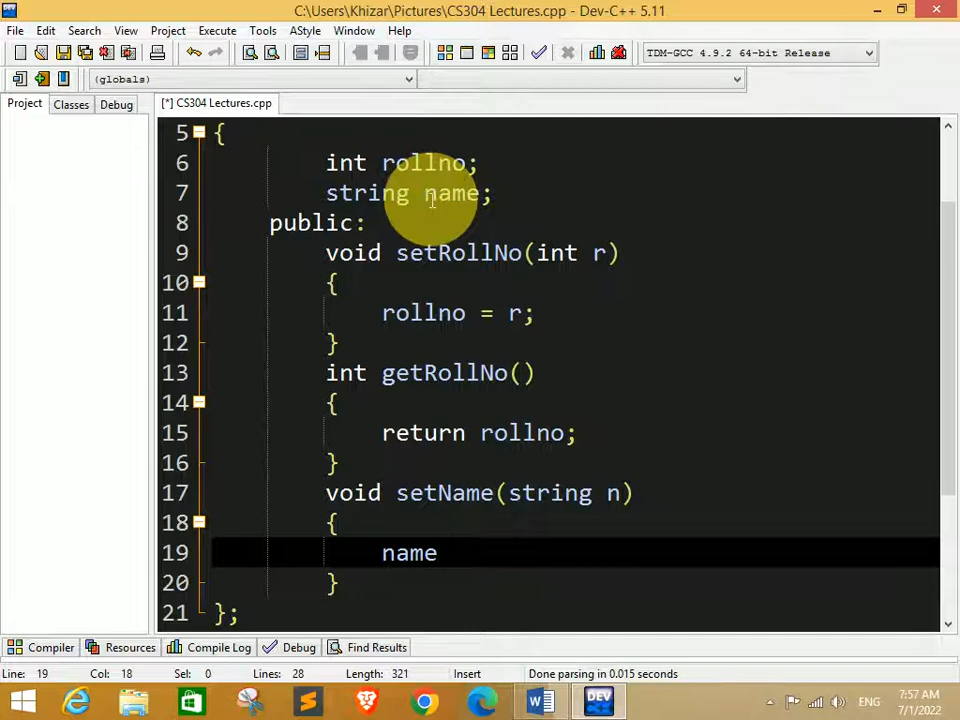 C:\Users\Khizar\Pictures\CS304 Lectures.cpp - Dev-C++ 5.11
File Edit Search View Project Execute Tools AStyle Window Help
TDM-GCC 4.9.2 64-bit Release
(globals)
Project Classes Debug [*] CS304 Lectures.cpp
5 {
6 int rollno;
7 string name;
8 public:
9 void setRollNo(int r)
10 {
11 rollno = r;
12 }
13 int getRollNo()
14 {
15 return rollno;
16 }
17 void setName(string n)
18 {
19 name
20 }
21 };
Compiler Resources Compile Log Debug Find Results
Line: 19 Col: 18 Sel: 0 Lines: 28 Length: 321 Insert Done parsing in 0.015 seconds
DEV
ENG
7:57 AM
7/1/2022